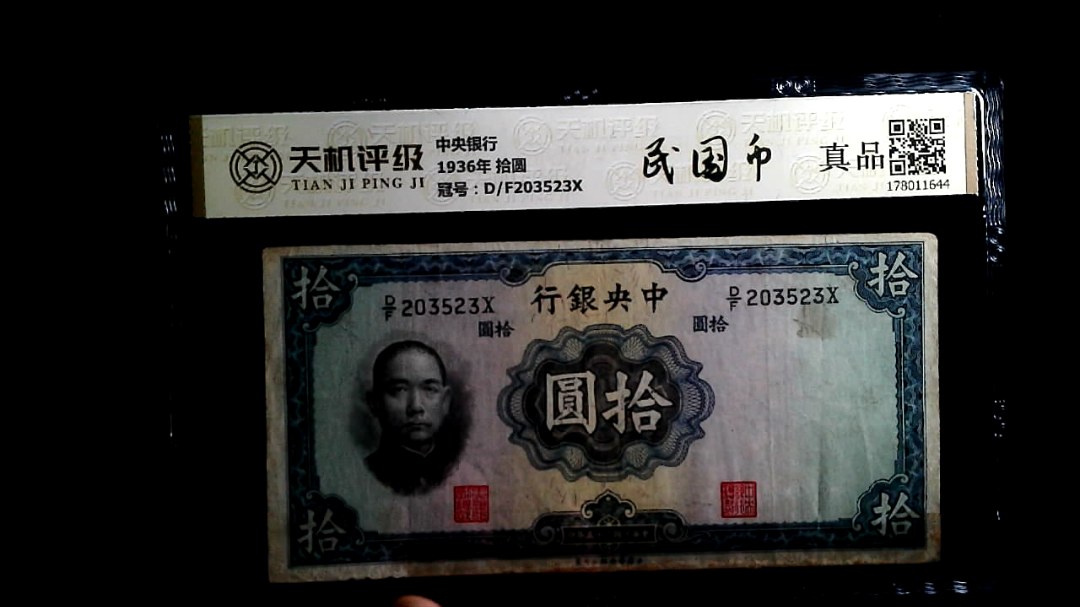 天机评级
TIAN JI PING JI
中央银行
1936年 拾圆
冠号：D/F203523X
民国币
真品
178011644
拾
拾
D/F 203523X
行銀央中
D/F 203523X
圓拾
圓拾
圓拾
拾
拾